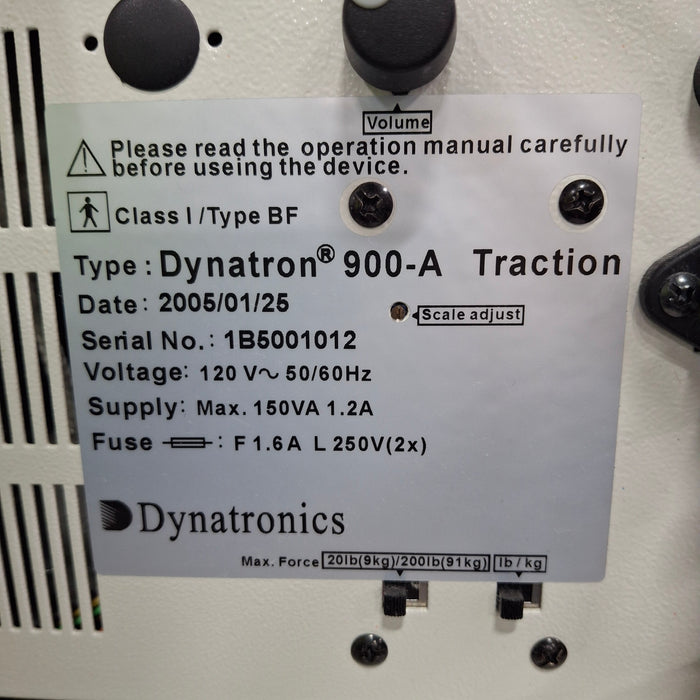 Volume
Please read the operation manual carefully
before useing the device.
Class I /Type BF
Type : Dynatron® 900-A Traction
Date: 2005/01/25
Scale adjust
Serial No.: 1B5001012
Voltage: 120 V~ 50/60Hz
Supply: Max. 150VA 1.2A
Fuse : F 1.6A L 250V(2x)
Dynatronics
Max. Force 20lb(9kg)/200lb(91kg) lb / kg